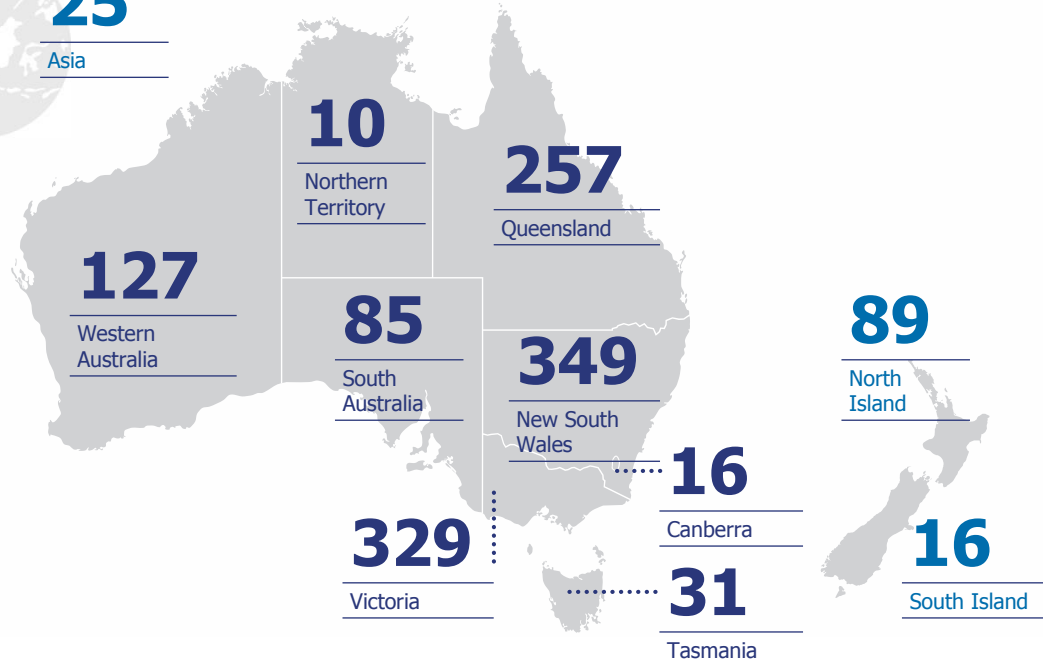 25
Asia
10
Northern
Territory
257
Queensland
127
Western
Australia
85
South
Australia
349
New South
Wales
89
North
Island
16
Canberra
329
Victoria
31
Tasmania
16
South Island